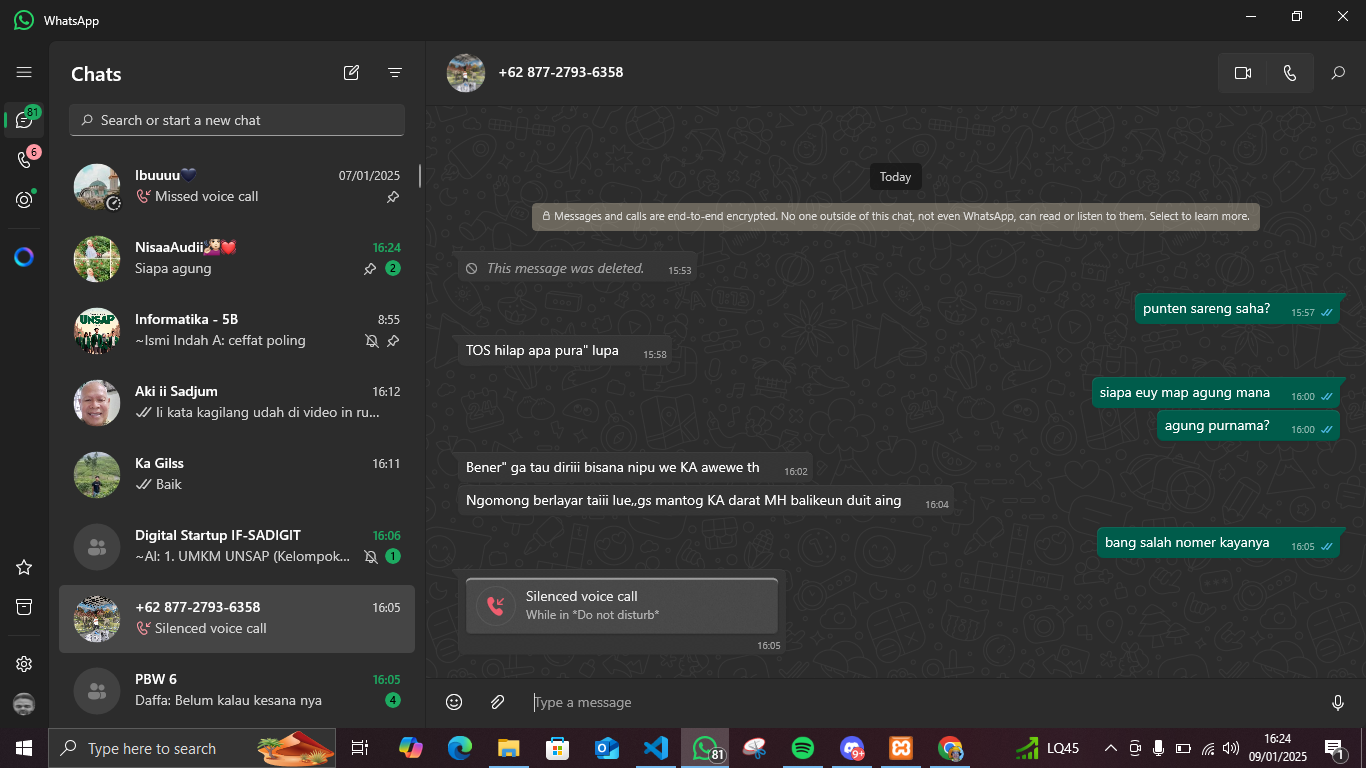 WhatsApp
Chats
81
6
Search or start a new chat
Ibuuuu 07/01/2025
Missed voice call
NisaaAudii 16:24
Siapa agung 2
UNSAP
Informatika - 5B 8:55
~Ismi Indah A: ceffat poling
Aki ii Sadjum 16:12
Ii kata kagilang udah di video in ru...
Ka Gilss 16:11
Baik
Digital Startup IF-SADIGIT 16:06
~Al: 1. UMKM UNSAP (Kelompok... 1
+62 877-2793-6358 16:05
Silenced voice call
PBW 6 16:05
Daffa: Belum kalau kesana nya 4
+62 877-2793-6358
Today
Messages and calls are end-to-end encrypted. No one outside of this chat, not even WhatsApp, can read or listen to them. Select to learn more.
This message was deleted. 15:53
punten sareng saha? 15:57
TOS hilap apa pura" lupa 15:58
siapa euy map agung mana 16:00
agung purnama? 16:00
Bener" ga tau diriii bisana nipu we KA awewe th 16:02
Ngomong berlayar taiii lue,,gs mantog KA darat MH balikeun duit aing 16:04
bang salah nomer kayanya 16:05
Silenced voice call
While in *Do not disturb*
16:05
Type a message
Type here to search
81
9+
LQ45
16:24
09/01/2025
1